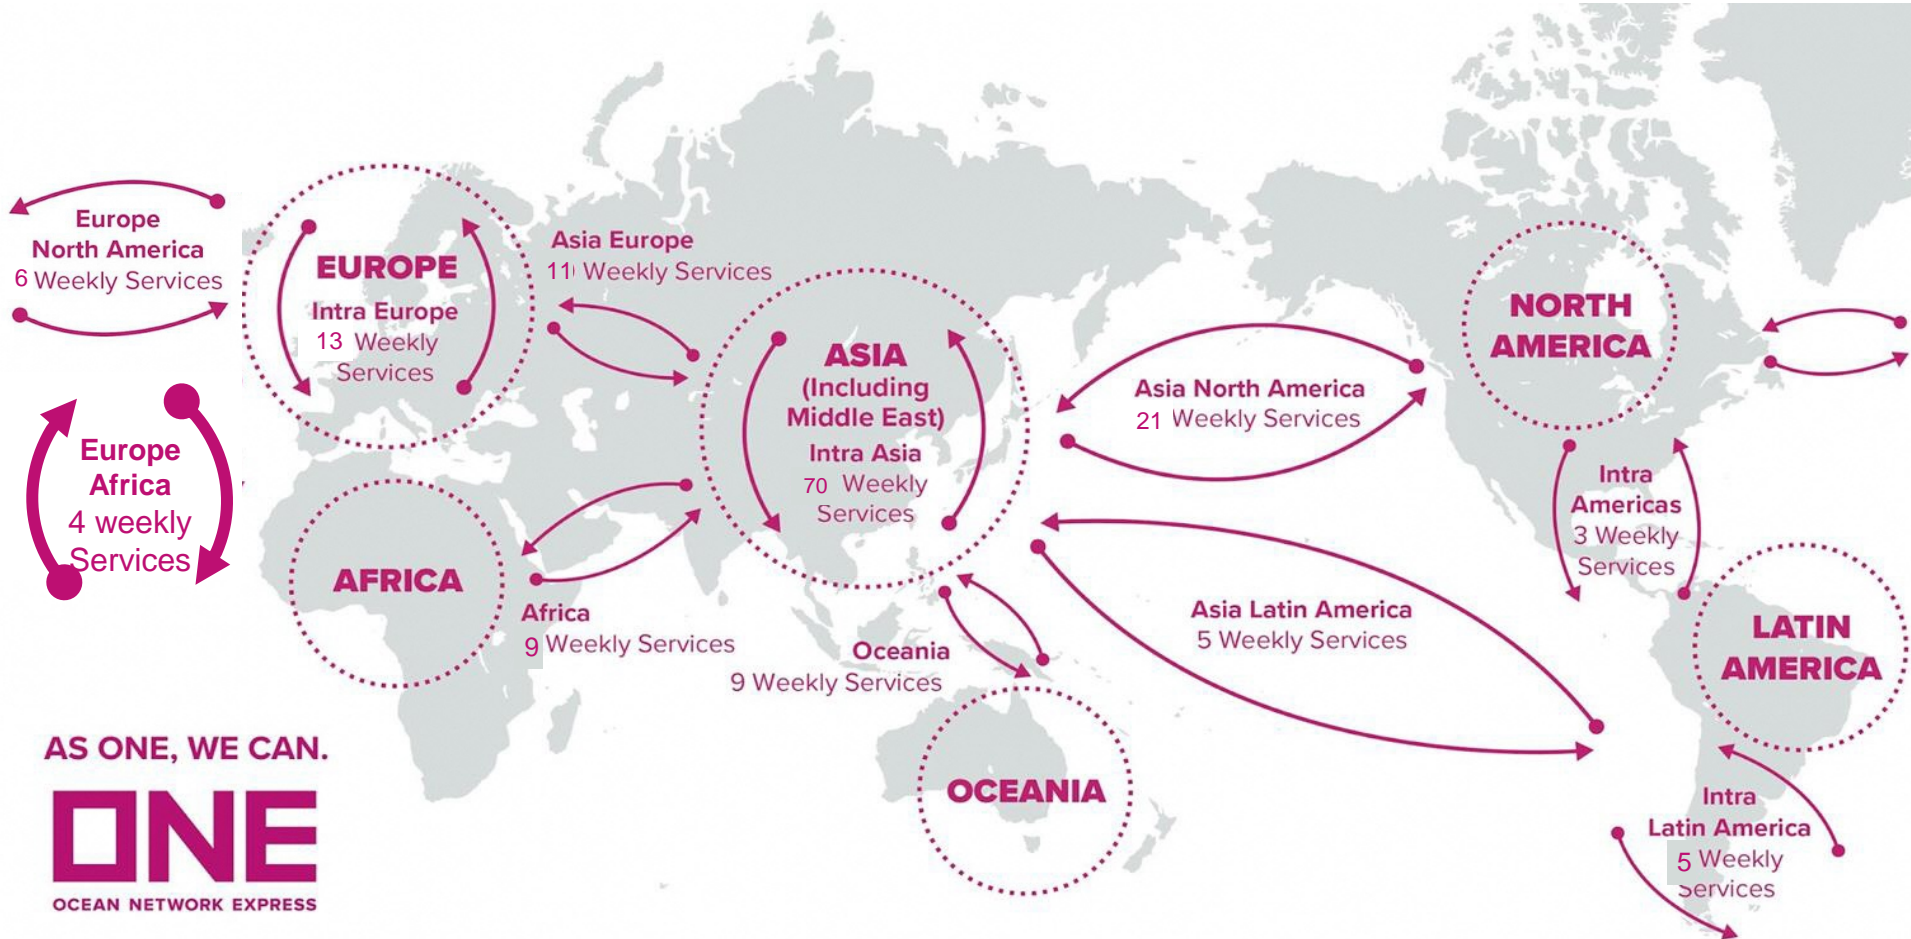 Europe
North America
6 Weekly Services
EUROPE
Intra Europe
13 Weekly
Services
Asia Europe
11 Weekly Services
Europe
Africa
4 weekly
Services
ASIA
(Including
Middle East)
Intra Asia
70 Weekly
Services
Asia North America
21 Weekly Services
NORTH
AMERICA
Intra
Americas
3 Weekly
Services
AFRICA
Africa
9 Weekly Services
Oceania
9 Weekly Services
Asia Latin America
5 Weekly Services
LATIN
AMERICA
OCEANIA
Intra
Latin America
5 Weekly
Services
AS ONE, WE CAN.
ONE
OCEAN NETWORK EXPRESS